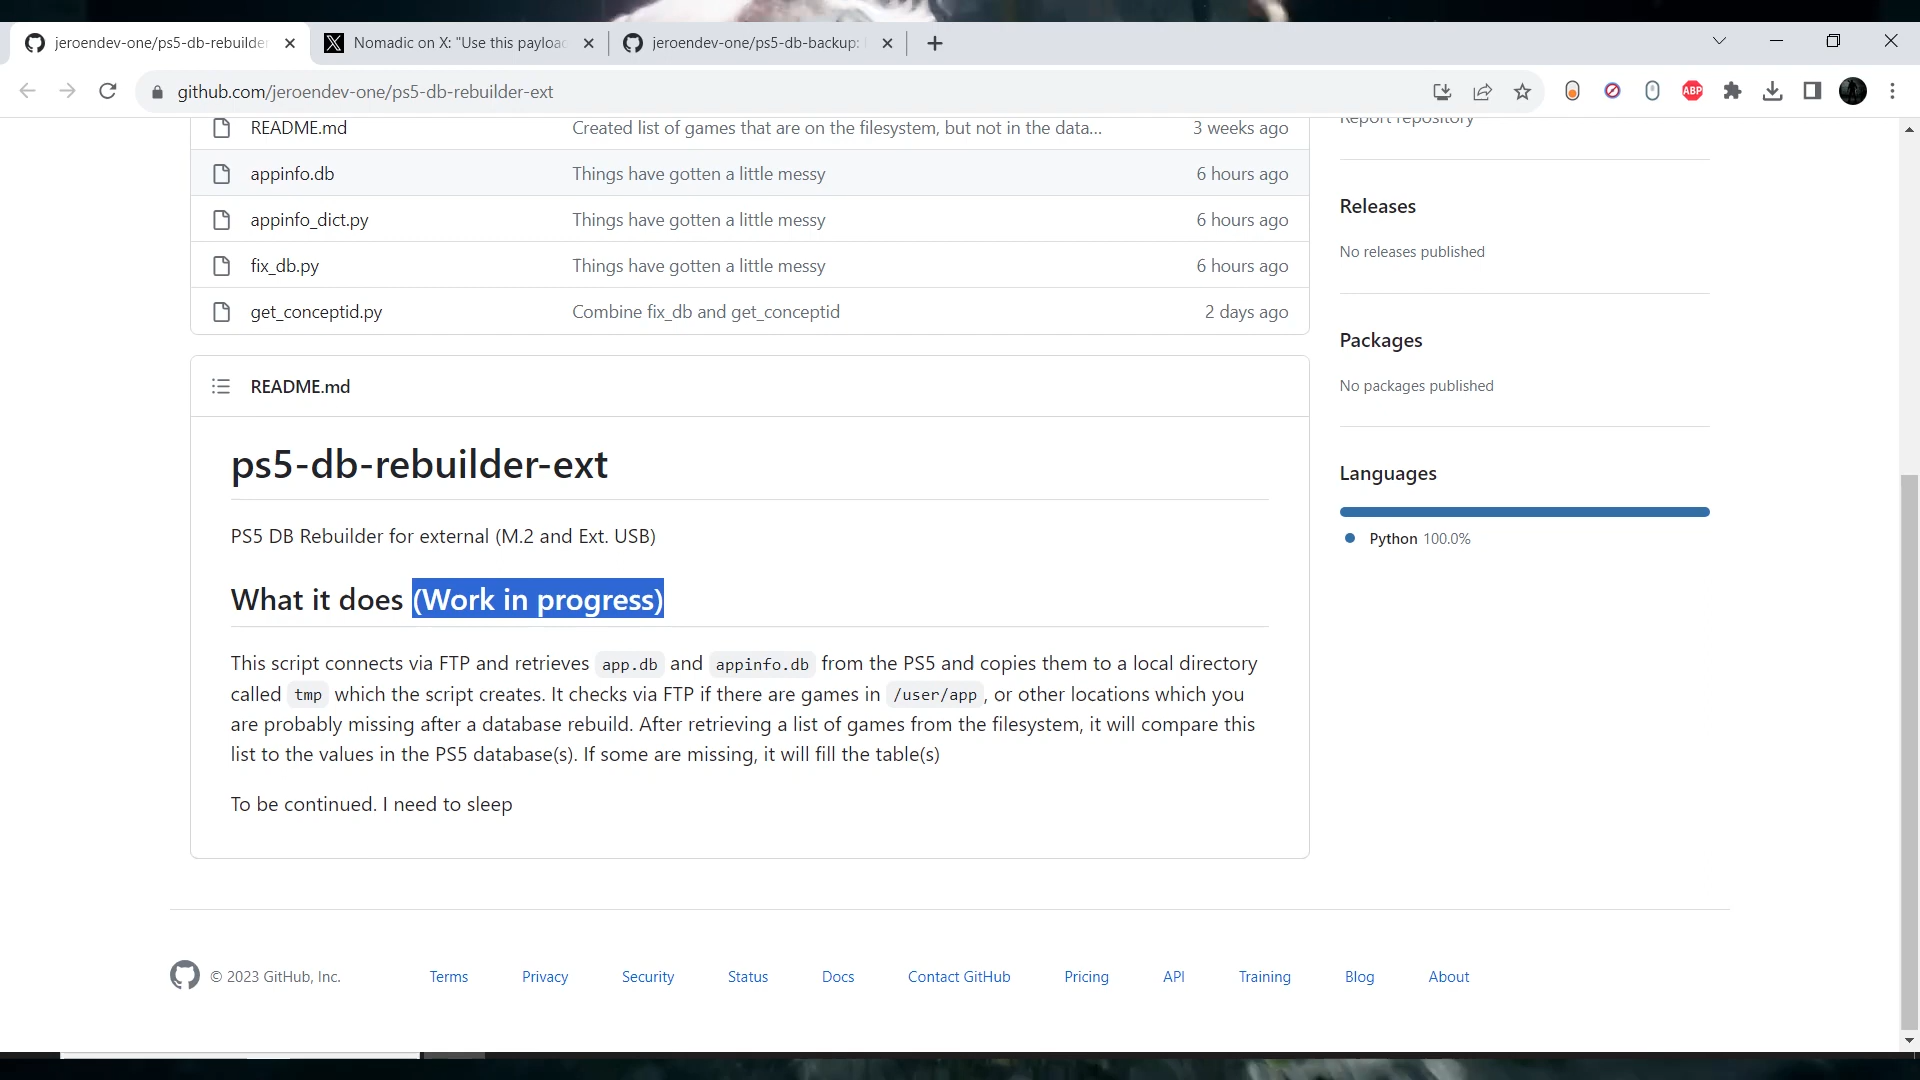 jeroendev-one/ps5-db-rebuilder
Nomadic on X: "Use this payloa
jeroendev-one/ps5-db-backup:
github.com/jeroendev-one/ps5-db-rebuilder-ext
ABP
Report repository
README.md Created list of games that are on the filesystem, but not in the data... 3 weeks ago
appinfo.db Things have gotten a little messy 6 hours ago
appinfo_dict.py Things have gotten a little messy 6 hours ago
fix_db.py Things have gotten a little messy 6 hours ago
get_conceptid.py Combine fix_db and get_conceptid 2 days ago
Releases
No releases published
Packages
No packages published
Languages
Python 100.0%
README.md
ps5-db-rebuilder-ext
PS5 DB Rebuilder for external (M.2 and Ext. USB)
What it does (Work in progress)
This script connects via FTP and retrieves app.db and appinfo.db from the PS5 and copies them to a local directory
called tmp which the script creates. It checks via FTP if there are games in /user/app, or other locations which you
are probably missing after a database rebuild. After retrieving a list of games from the filesystem, it will compare this
list to the values in the PS5 database(s). If some are missing, it will fill the table(s)
To be continued. I need to sleep
© 2023 GitHub, Inc. Terms Privacy Security Status Docs Contact GitHub Pricing API Training Blog About